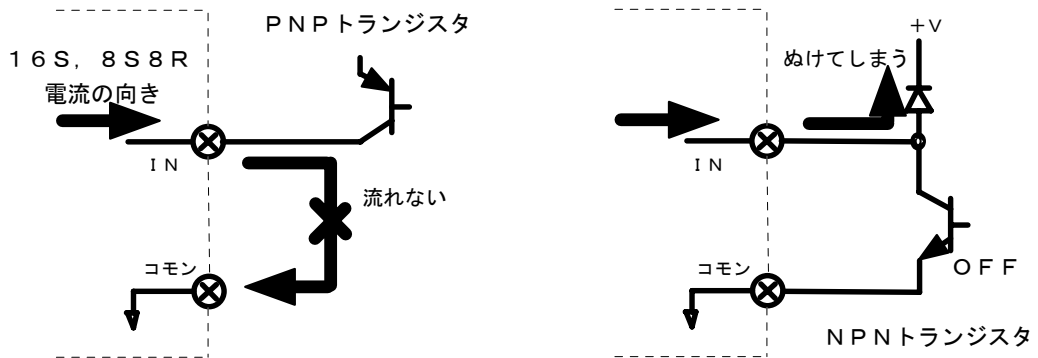 PNPトランジスタ
16S,8S8R
電流の向き
IN
流れない
コモン
+V
ぬけてしまう
IN
コモン
OFF
NPNトランジスタ